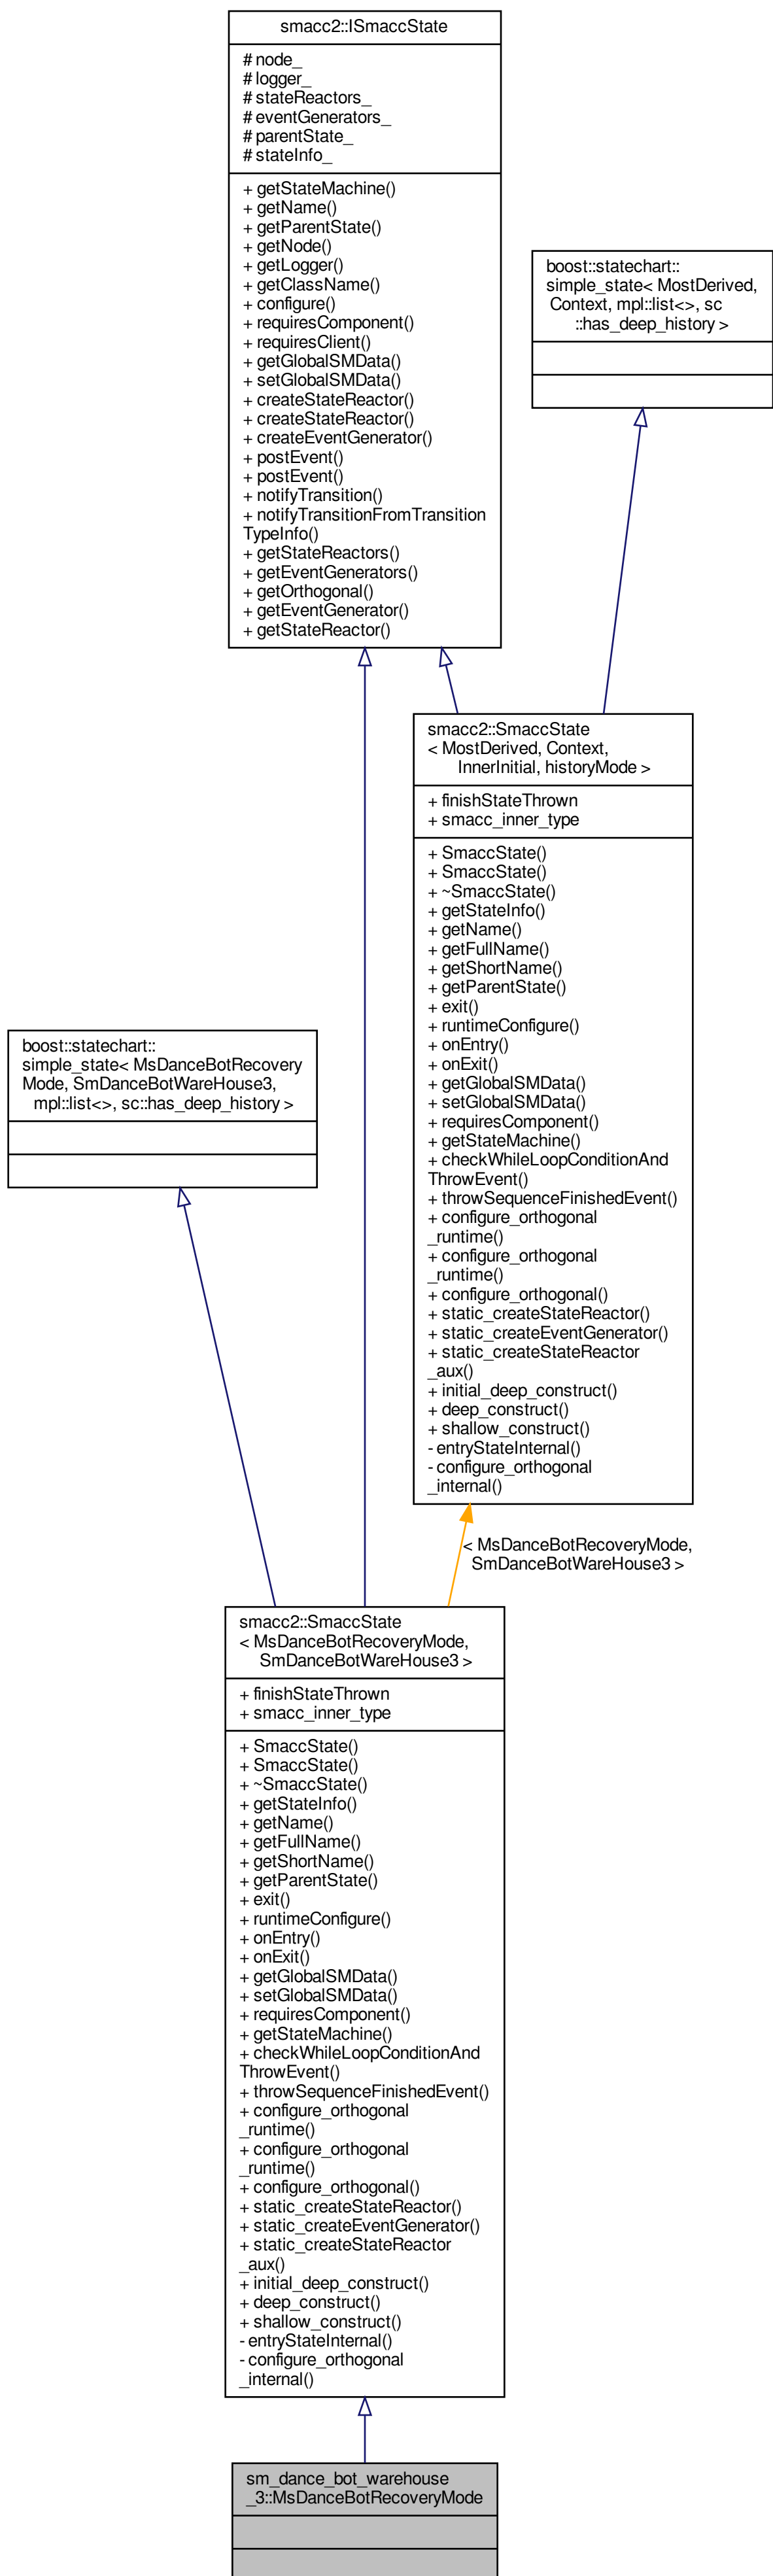 smacc2::ISmaccState
# node_
# logger_
# stateReactors_
# eventGenerators_
# parentState_
# stateInfo_
+ getStateMachine()
+ getName()
+ getParentState()
+ getNode()
+ getLogger()
+ getClassName()
+ configure()
+ requiresComponent()
+ requiresClient()
+ getGlobalSMData()
+ setGlobalSMData()
+ createStateReactor()
+ createStateReactor()
+ createEventGenerator()
+ postEvent()
+ postEvent()
+ notifyTransition()
+ notifyTransitionFromTransition
TypeInfo()
+ getStateReactors()
+ getEventGenerators()
+ getOrthogonal()
+ getEventGenerator()
+ getStateReactor()
boost::statechart::
simple_state< MostDerived,
Context, mpl::list<>, sc
::has_deep_history >
smacc2::SmaccState
< MostDerived, Context,
InnerInitial, historyMode >
+ finishStateThrown
+ smacc_inner_type
+ SmaccState()
+ SmaccState()
+ ~SmaccState()
+ getStateInfo()
+ getName()
+ getFullName()
+ getShortName()
+ getParentState()
+ exit()
+ runtimeConfigure()
+ onEntry()
+ onExit()
+ getGlobalSMData()
+ setGlobalSMData()
+ requiresComponent()
+ getStateMachine()
+ checkWhileLoopConditionAnd
ThrowEvent()
+ throwSequenceFinishedEvent()
+ configure_orthogonal
_runtime()
+ configure_orthogonal
_runtime()
+ configure_orthogonal()
+ static_createStateReactor()
+ static_createEventGenerator()
+ static_createStateReactor
_aux()
+ initial_deep_construct()
+ deep_construct()
+ shallow_construct()
- entryStateInternal()
- configure_orthogonal
_internal()
boost::statechart::
simple_state< MsDanceBotRecovery
Mode, SmDanceBotWareHouse3,
mpl::list<>, sc::has_deep_history >
< MsDanceBotRecoveryMode,
SmDanceBotWareHouse3 >
smacc2::SmaccState
< MsDanceBotRecoveryMode,
SmDanceBotWareHouse3 >
+ finishStateThrown
+ smacc_inner_type
+ SmaccState()
+ SmaccState()
+ ~SmaccState()
+ getStateInfo()
+ getName()
+ getFullName()
+ getShortName()
+ getParentState()
+ exit()
+ runtimeConfigure()
+ onEntry()
+ onExit()
+ getGlobalSMData()
+ setGlobalSMData()
+ requiresComponent()
+ getStateMachine()
+ checkWhileLoopConditionAnd
ThrowEvent()
+ throwSequenceFinishedEvent()
+ configure_orthogonal
_runtime()
+ configure_orthogonal
_runtime()
+ configure_orthogonal()
+ static_createStateReactor()
+ static_createEventGenerator()
+ static_createStateReactor
_aux()
+ initial_deep_construct()
+ deep_construct()
+ shallow_construct()
- entryStateInternal()
- configure_orthogonal
_internal()
sm_dance_bot_warehouse
_3::MsDanceBotRecoveryMode